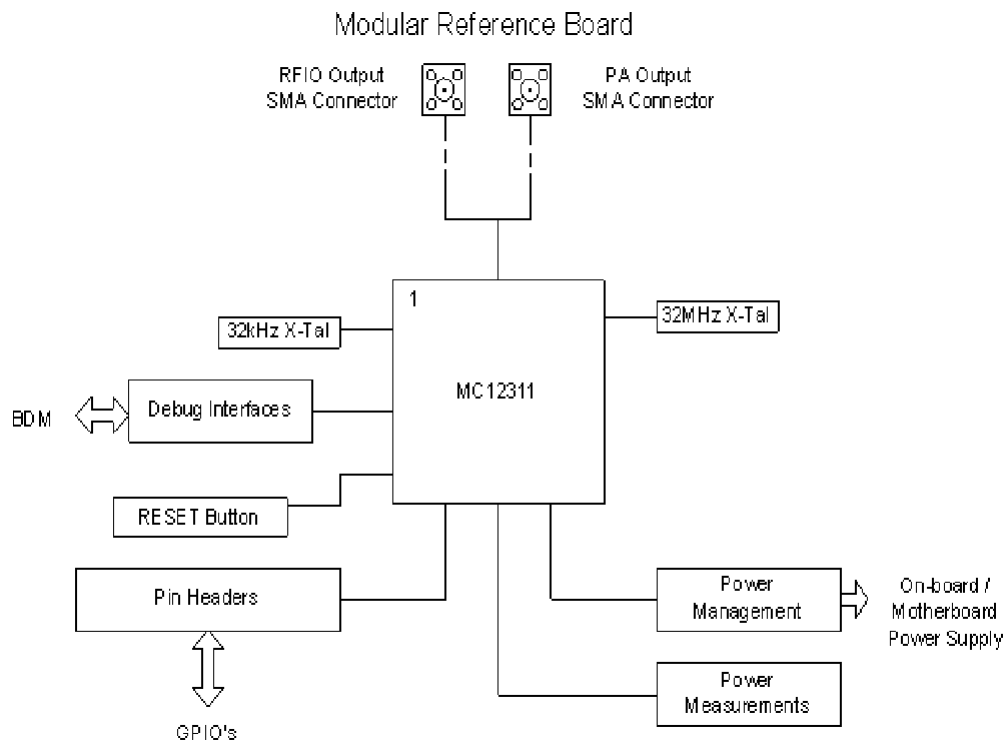 Modular Reference Board
RFIO Output
SMA Connector
PA Output
SMA Connector
1
32kHz X-Tal
32MHz X-Tal
MC12311
BDM
Debug Interfaces
RESET Button
Pin Headers
Power
Management
On-board /
Motherboard
Power Supply
Power
Measurements
GPIO's